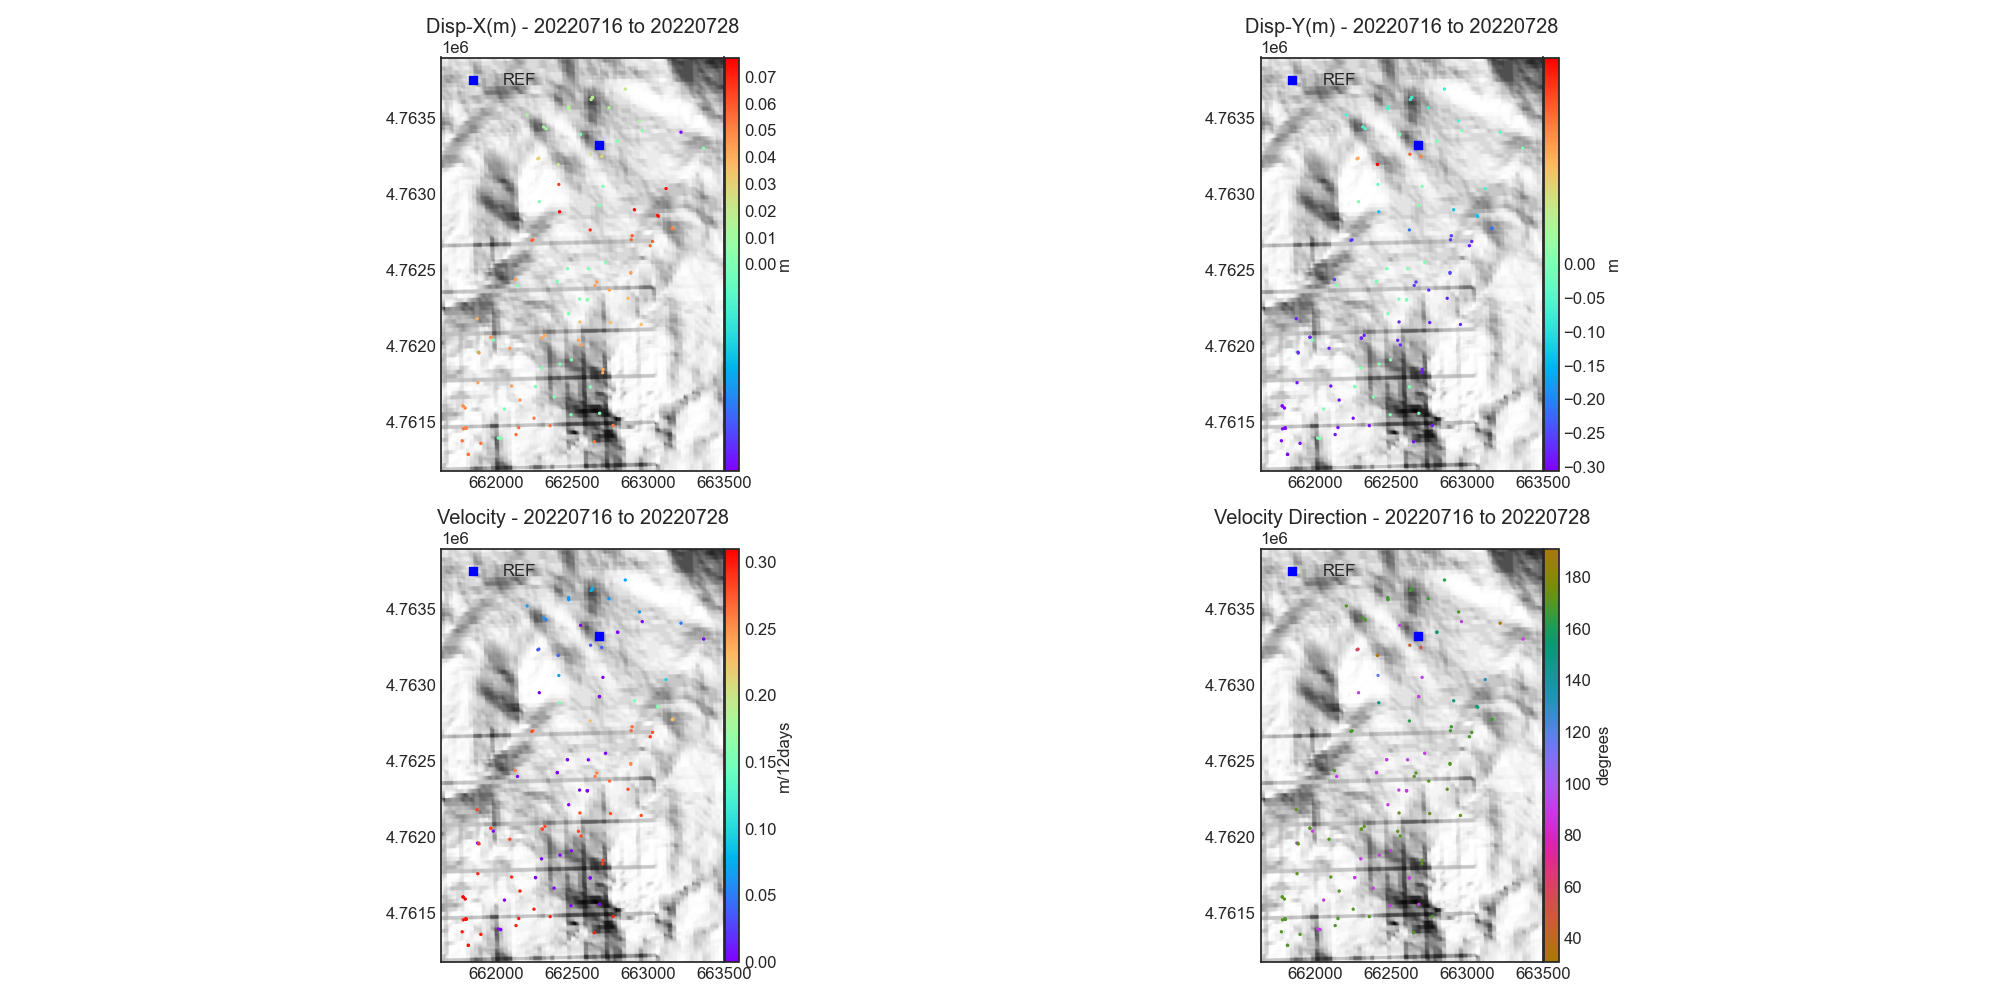 Disp-X(m) - 20220716 to 20220728
1e6
REF
4.7635
4.7630
4.7625
4.7620
4.7615
662000 662500 663000 663500
0.07
0.06
0.05
0.04
0.03
0.02
0.01
0.00
m
Disp-Y(m) - 20220716 to 20220728
1e6
REF
4.7635
4.7630
4.7625
4.7620
4.7615
662000 662500 663000 663500
0.00
−0.05
−0.10
−0.15
−0.20
−0.25
−0.30
m
Velocity - 20220716 to 20220728
1e6
REF
4.7635
4.7630
4.7625
4.7620
4.7615
662000 662500 663000 663500
0.30
0.25
0.20
0.15
0.10
0.05
0.00
m/12days
Velocity Direction - 20220716 to 20220728
1e6
REF
4.7635
4.7630
4.7625
4.7620
4.7615
662000 662500 663000 663500
180
160
140
120
100
80
60
40
degrees